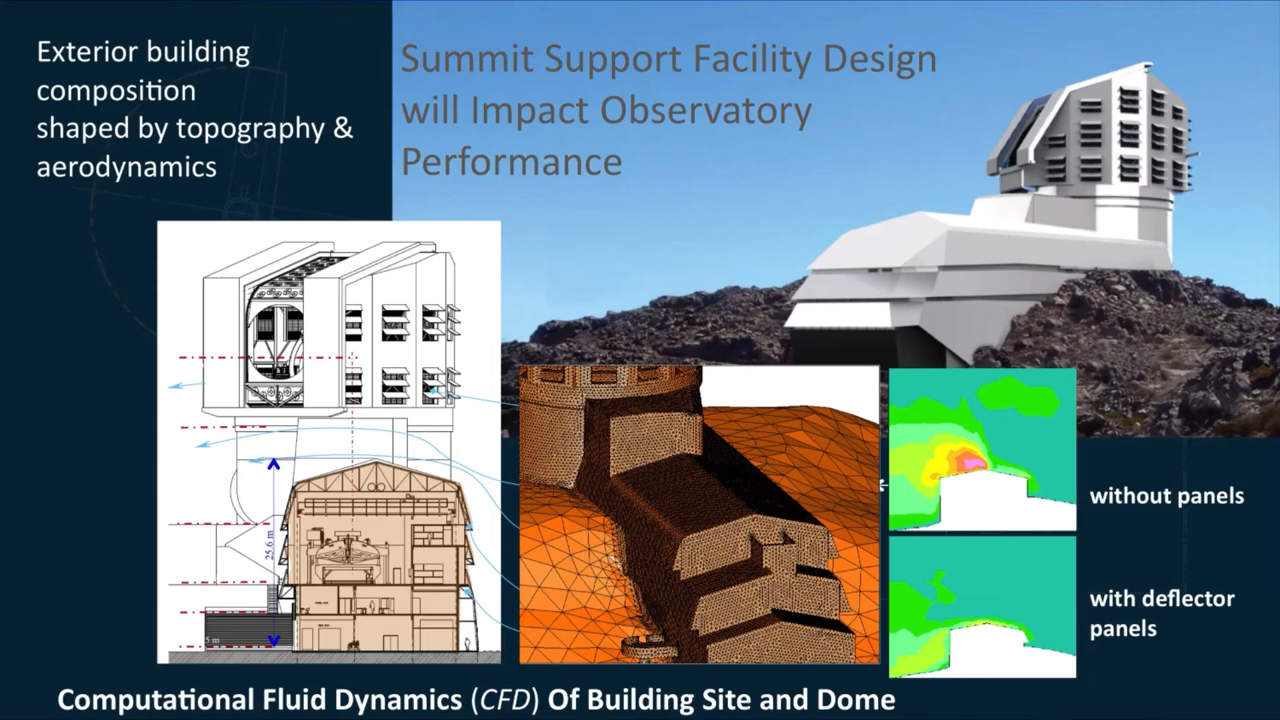 Exterior building
composition
shaped by topography &
aerodynamics
Summit Support Facility Design
will Impact Observatory
Performance
25.6 m
5 m
without panels
with deflector
panels
Computational Fluid Dynamics (CFD) Of Building Site and Dome